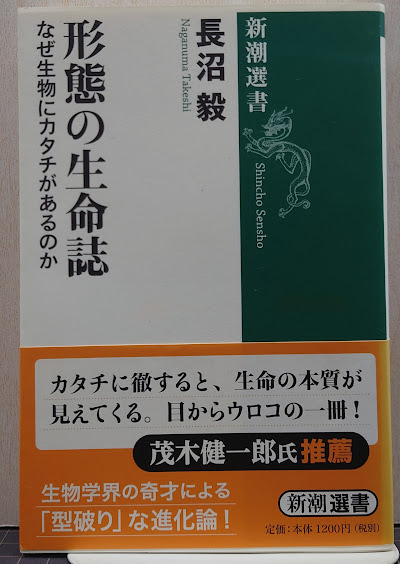 新潮選書
Shincho Sensho
長沼 毅
Naganuma Takeshi
形態の生命誌
なぜ生物にカタチがあるのか
カタチに徹すると、生命の本質が
見えてくる。目からウロコの一冊!
茂木健一郎氏推薦
生物学界の奇才による
「型破り」な進化論!
新潮選書
定価:本体1200円(税別)